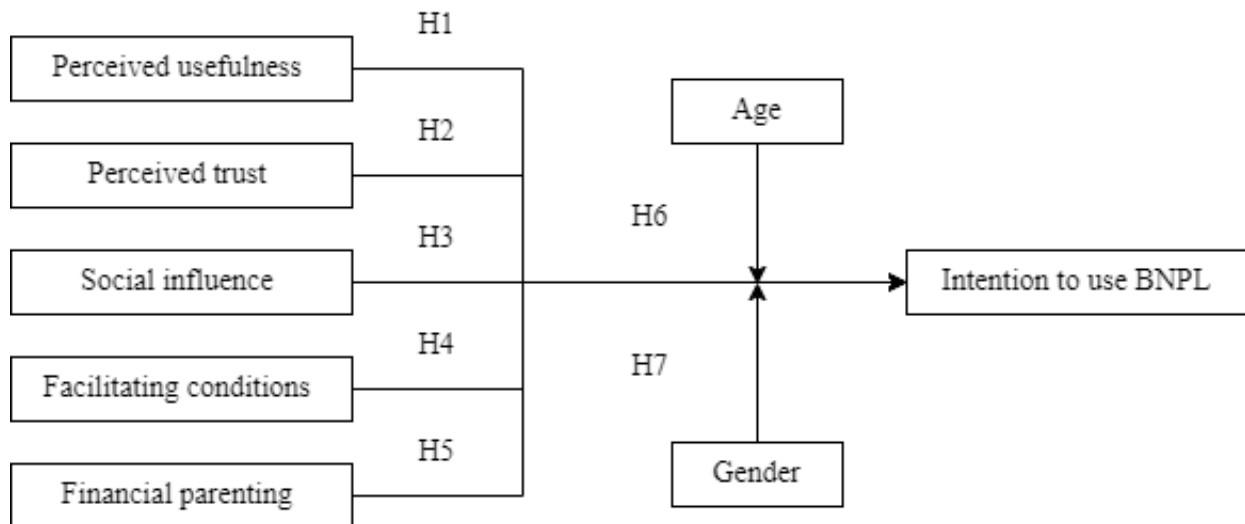 H1
Perceived usefulness
Age
H2
Perceived trust
H6
H3
Social influence
Intention to use BNPL
H4
H7
Facilitating conditions
H5
Gender
Financial parenting